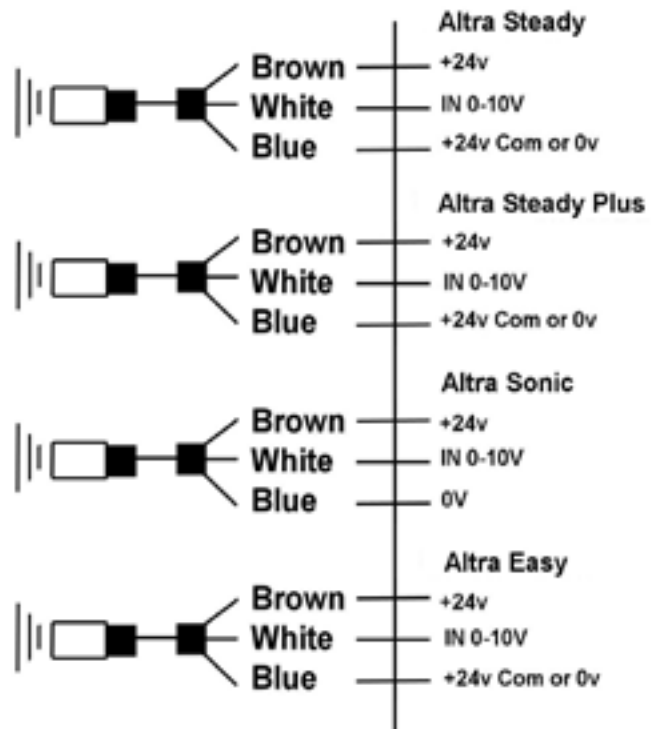 Altra Steady
Brown +24v
White IN 0-10V
Blue +24v Com or 0v
Altra Steady Plus
Brown +24v
White IN 0-10V
Blue +24v Com or 0v
Altra Sonic
Brown +24v
White IN 0-10V
Blue 0V
Altra Easy
Brown +24v
White IN 0-10V
Blue +24v Com or 0v